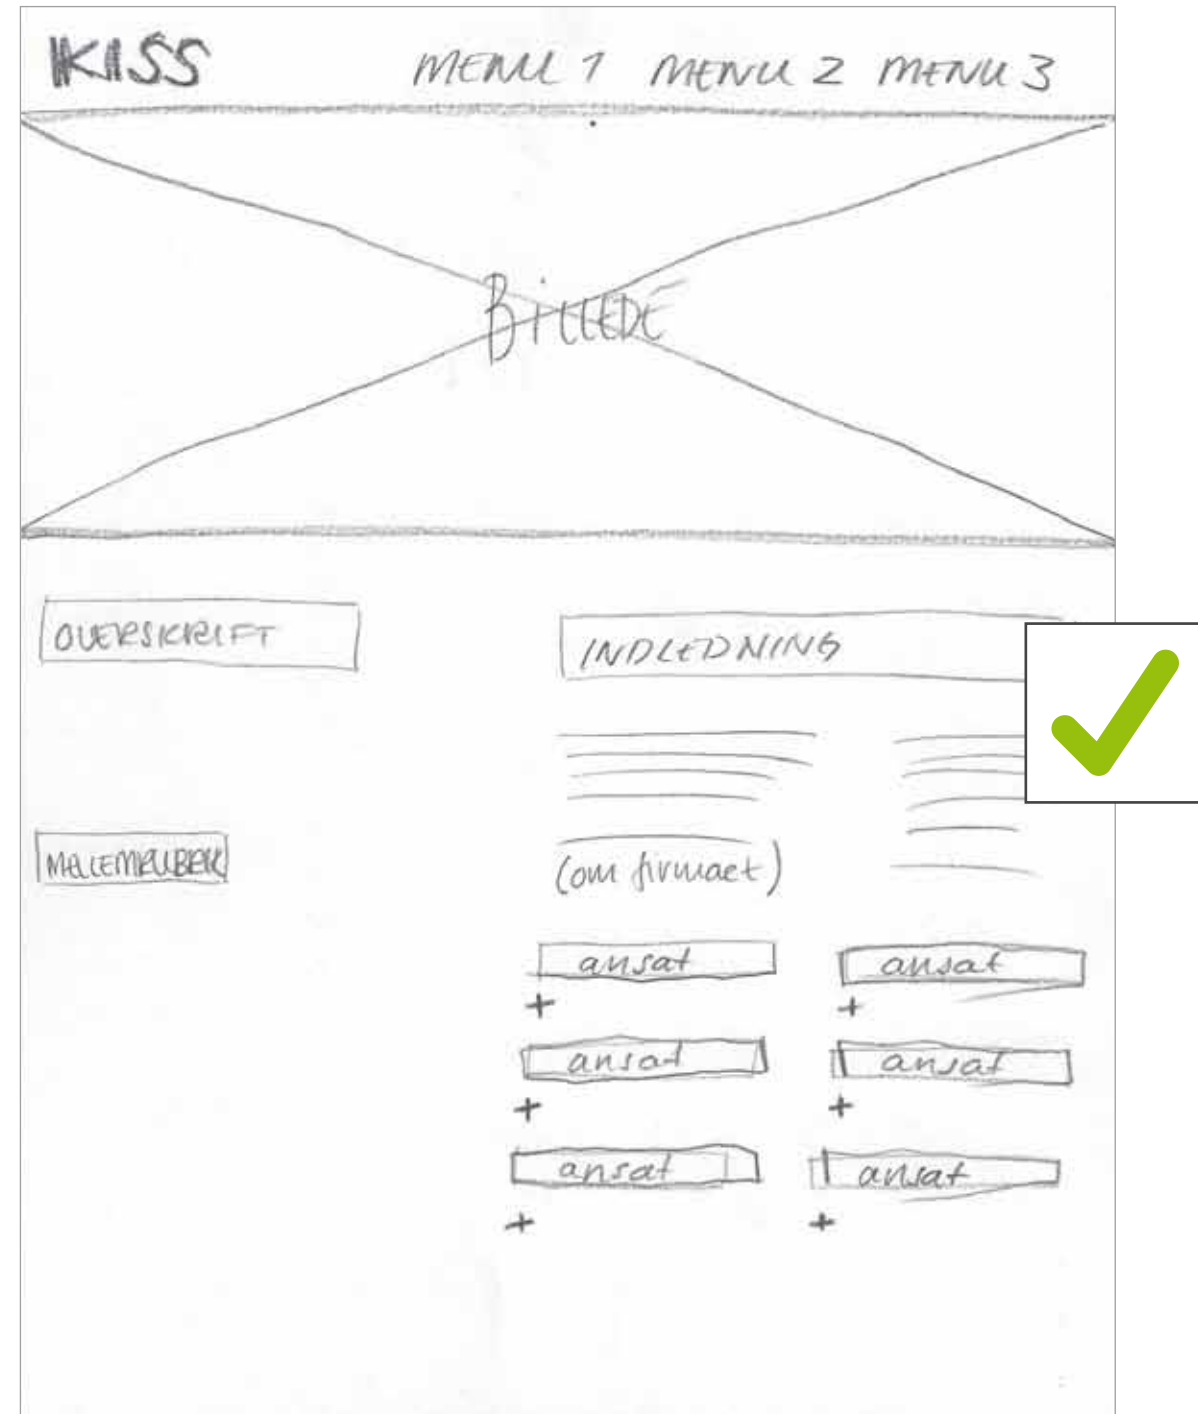 KISS MENU 1 MENU 2 MENU 3
BILLEDE
OVERSKRIFT INDLEDNING
(om firmaet)
ansat ansat
+ +
ansat ansat
+ +
ansat ansat
+ +